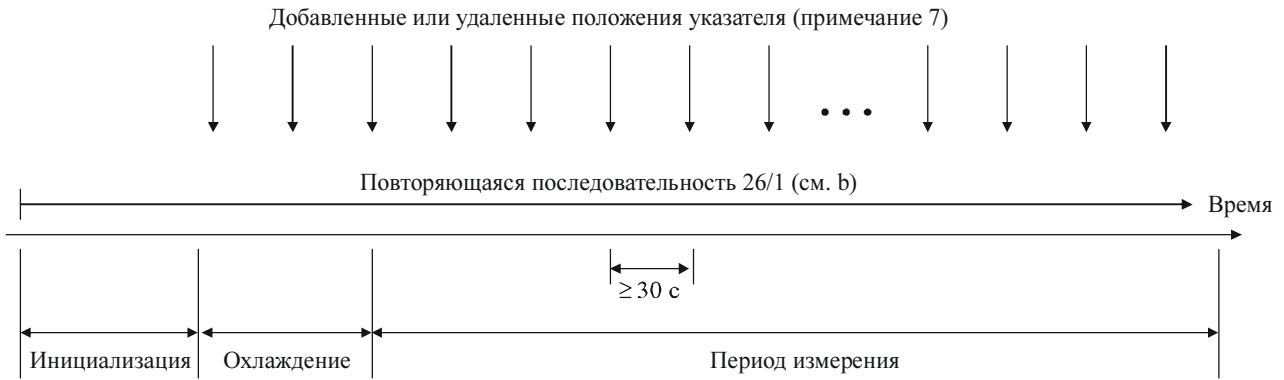 Добавленные или удаленные положения указателя (примечание 7)
• • •
Повторяющаяся последовательность 26/1 (см. b)
Время
≥ 30 с
Инициализация
Охлаждение
Период измерения